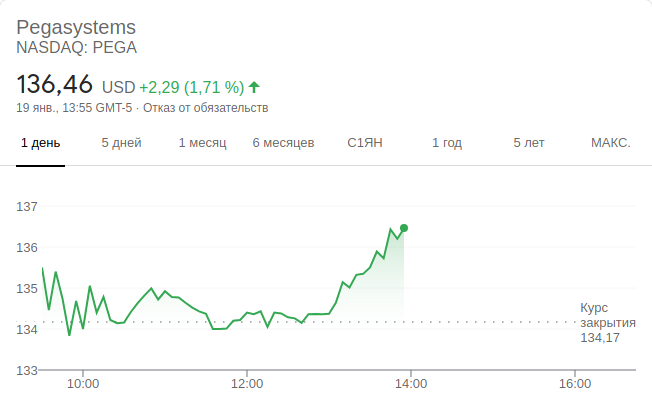 Pegasystems
NASDAQ: PEGA
136,46 USD +2,29 (1,71 %)
19 янв., 13:55 GMT-5 · Отказ от обязательств
1 день 5 дней 1 месяц 6 месяцев С1ЯН 1 год 5 лет МАКС.
137
136
135
134
133
Курс
закрытия
134,17
10:00 12:00 14:00 16:00